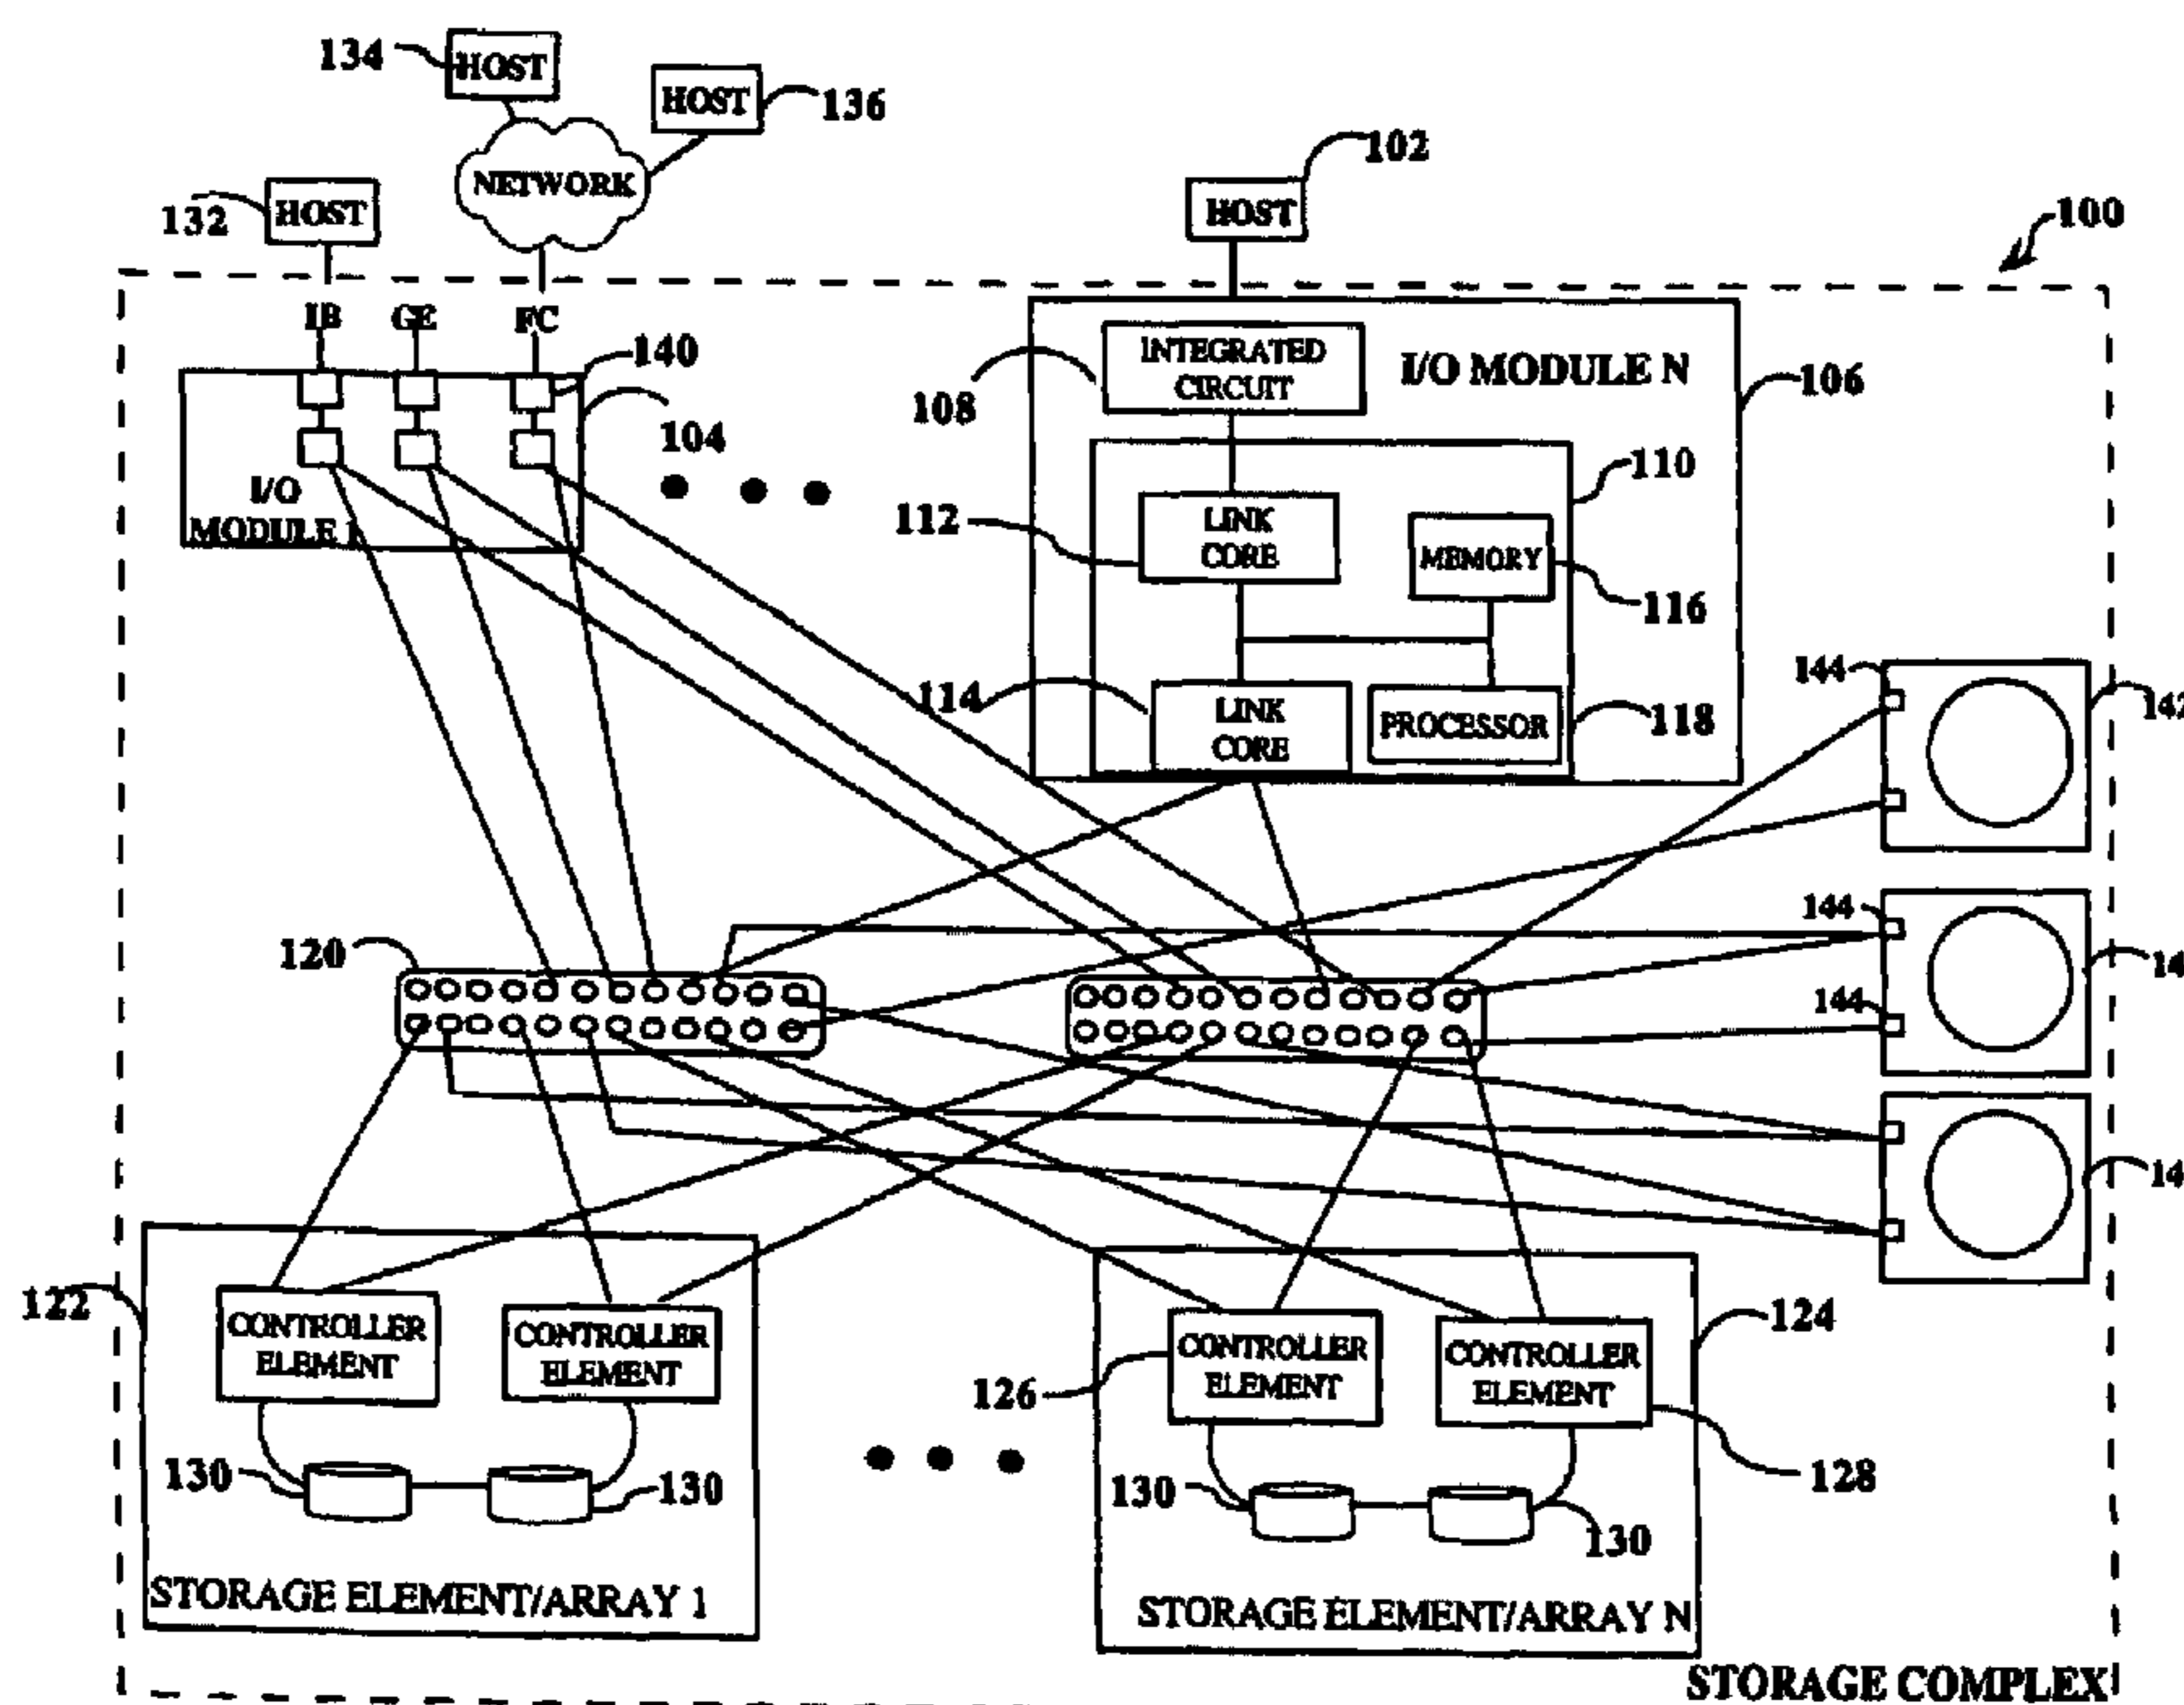 134
HOST
HOST
136
NETWORK
102
HOST
132
HOST
100
IB
GE
FC
140
104
I/O
MODULE 1
INTEGRATED
CIRCUIT
I/O MODULE N
106
108
110
112
LINK
CORE
MEMORY
116
114
LINK
CORE
PROCESSOR
118
144
142
144
14
144
14
120
122
CONTROLLER
ELEMENT
CONTROLLER
ELEMENT
130
130
STORAGE ELEMENT/ARRAY 1
124
CONTROLLER
ELEMENT
CONTROLLER
ELEMENT
126
128
130
130
STORAGE ELEMENT/ARRAY N
STORAGE COMPLEX